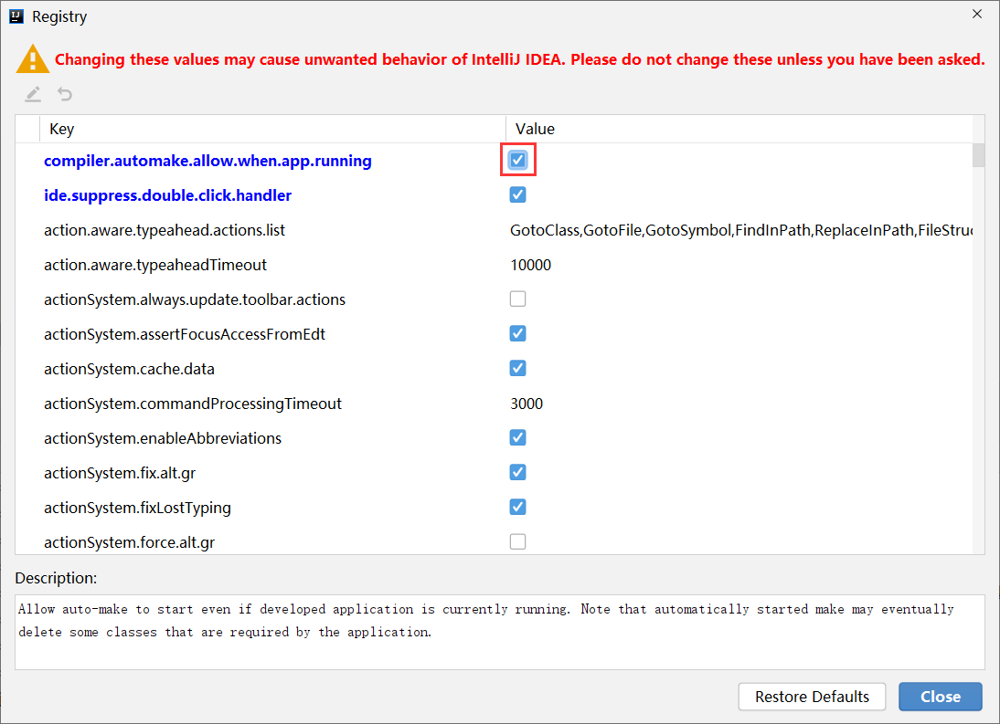 Registry
Changing these values may cause unwanted behavior of IntelliJ IDEA. Please do not change these unless you have been asked.
Key Value
compiler.automake.allow.when.app.running
ide.suppress.double.click.handler
action.aware.typeahead.actions.list GotoClass,GotoFile,GotoSymbol,FindInPath,ReplaceInPath,FileStruc
action.aware.typeaheadTimeout 10000
actionSystem.always.update.toolbar.actions
actionSystem.assertFocusAccessFromEdt
actionSystem.cache.data
actionSystem.commandProcessingTimeout 3000
actionSystem.enableAbbreviations
actionSystem.fix.alt.gr
actionSystem.fixLostTyping
actionSystem.force.alt.gr
Description:
Allow auto-make to start even if developed application is currently running. Note that automatically started make may eventually
delete some classes that are required by the application.
Restore Defaults Close